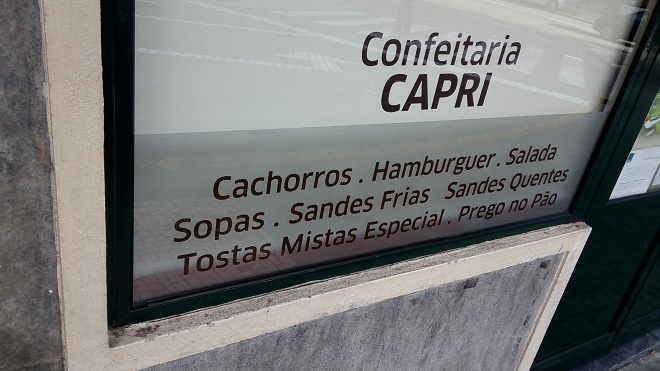 Confeitaria
CAPRI
Cachorros . Hamburguer . Salada
Sopas . Sandes Frias Sandes Quentes
Tostas Mistas Especial . Prego no Pão